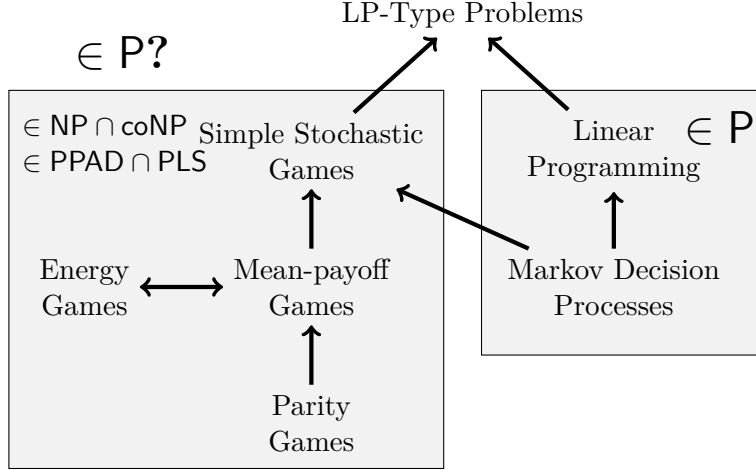 LP-Type Problems
∈ P?
∈ NP ∩ coNP
∈ PPAD ∩ PLS
Simple Stochastic
Games
Linear
Programming
∈ P
Energy
Games
Mean-payoff
Games
Markov Decision
Processes
Parity
Games